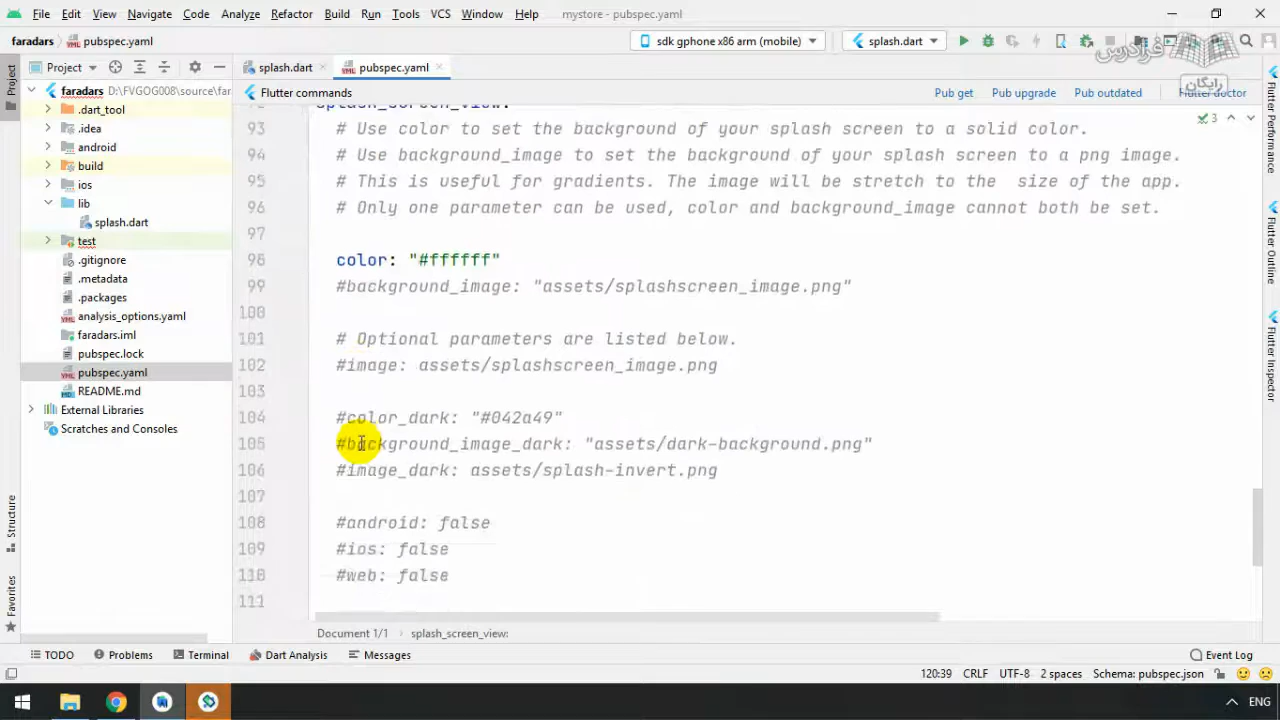 File Edit View Navigate Code Analyze Refactor Build Run Tools VCS Window Help mystore - pubspec.yaml
faradars pubspec.yaml sdk gphone x86 arm (mobile) splash.dart
فرادرس
رایگان
Project splash.dart pubspec.yaml
Flutter commands Pub get Pub upgrade Pub outdated Flutter doctor
Project
Structure
Favorites
faradars D:\FVGOG008\source\far
.dart_tool
.idea
android
build
ios
lib
splash.dart
test
.gitignore
.metadata
.packages
analysis_options.yaml
faradars.iml
pubspec.lock
pubspec.yaml
README.md
External Libraries
Scratches and Consoles
92 splash_screen_view:
93 # Use color to set the background of your splash screen to a solid color.
94 # Use background_image to set the background of your splash screen to a png image.
95 # This is useful for gradients. The image will be stretch to the  size of the app.
96 # Only one parameter can be used, color and background_image cannot both be set.
97
98 color: "#ffffff"
99 #background_image: "assets/splashscreen_image.png"
100
101 # Optional parameters are listed below.
102 #image: assets/splashscreen_image.png
103
104 #color_dark: "#042a49"
105 #background_image_dark: "assets/dark-background.png"
106 #image_dark: assets/splash-invert.png
107
108 #android: false
109 #ios: false
110 #web: false
111
3
Flutter Performance
Flutter Outline
Flutter Inspector
Document 1/1 splash_screen_view:
TODO Problems Terminal Dart Analysis Messages Event Log
120:39 CRLF UTF-8 2 spaces Schema: pubspec.json
ENG